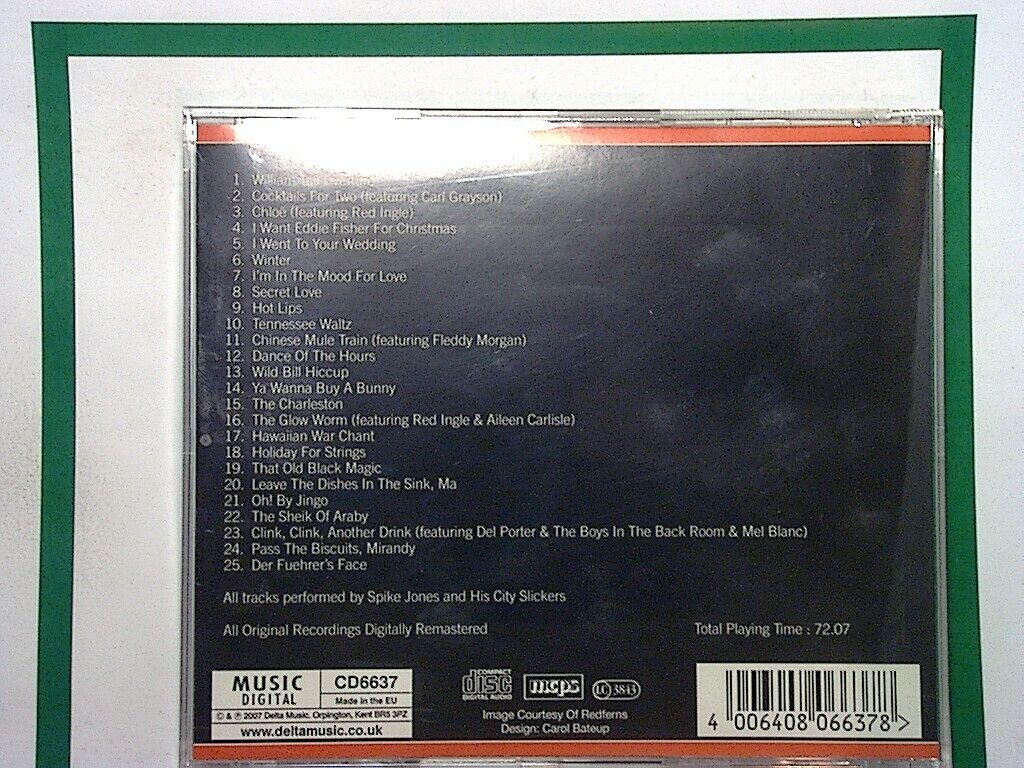 1. William
2. Cocktails For Two (featuring Carl Grayson)
3. Chloe (featuring Red Ingle)
4. I Want Eddie Fisher For Christmas
5. I Went To Your Wedding
6. Winter
7. I'm In The Mood For Love
8. Secret Love
9. Hot Lips
10. Tennessee Waltz
11. Chinese Mule Train (featuring Fleddy Morgan)
12. Dance Of The Hours
13. Wild Bill Hiccup
14. Ya Wanna Buy A Bunny
15. The Charleston
16. The Glow Worm (featuring Red Ingle & Aileen Carlisle)
17. Hawaiian War Chant
18. Holiday For Strings
19. That Old Black Magic
20. Leave The Dishes In The Sink, Ma
21. Oh! By Jingo
22. The Sheik Of Araby
23. Clink, Clink, Another Drink (featuring Del Porter & The Boys In The Back Room & Mel Blanc)
24. Pass The Biscuits, Mirandy
25. Der Fuehrer's Face
All tracks performed by Spike Jones and His City Slickers
All Original Recordings Digitally Remastered
Total Playing Time : 72.07
MUSIC
DIGITAL
CD6637
Made in the EU
© & ℗ 2007 Delta Music, Orpington, Kent BR5 3PZ
www.deltamusic.co.uk
COMPACT
disc
DIGITAL AUDIO
mcps
LC 3843
Image Courtesy Of Redferns
Design: Carol Bateup
4 006408 066378 >